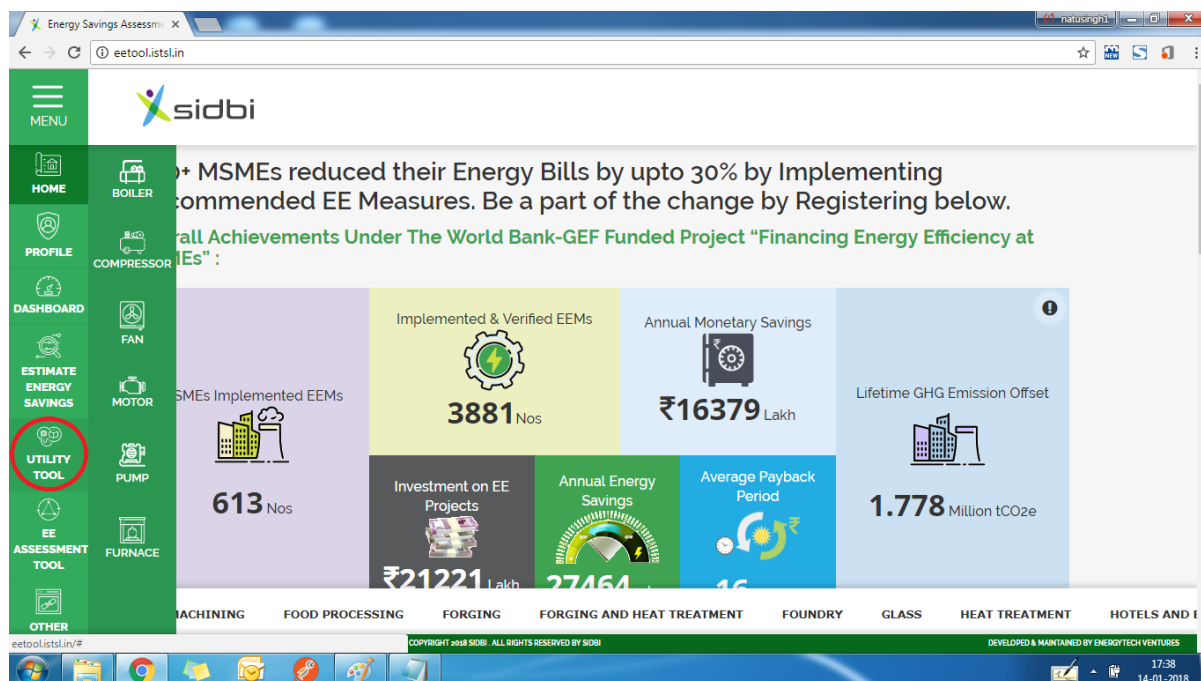 Energy Savings Assessme
natusingh1
eetool.istsl.in
NEW
MENU
sidbi
HOME
PROFILE
DASHBOARD
ESTIMATE
ENERGY
SAVINGS
UTILITY
TOOL
EE
ASSESSMENT
TOOL
OTHER
BOILER
COMPRESSOR
FAN
MOTOR
PUMP
FURNACE
+ MSMEs reduced their Energy Bills by upto 30% by Implementing
commended EE Measures. Be a part of the change by Registering below.
rall Achievements Under The World Bank-GEF Funded Project “Financing Energy Efficiency at
MEs” :
SMEs Implemented EEMs
613 Nos
Implemented & Verified EEMs
3881 Nos
Annual Monetary Savings
₹16379 Lakh
Lifetime GHG Emission Offset
1.778 Million tCO2e
Investment on EE
Projects
₹21221 Lakh
Annual Energy
Savings
27464
Average Payback
Period
16
MACHINING FOOD PROCESSING FORGING FORGING AND HEAT TREATMENT FOUNDRY GLASS HEAT TREATMENT HOTELS AND
eetool.istsl.in/#
COPYRIGHT 2018 SIDBI . ALL RIGHTS RESERVED BY SIDBI
DEVELOPED & MAINTAINED BY ENERGYTECH VENTURES
17:38
14-01-2018